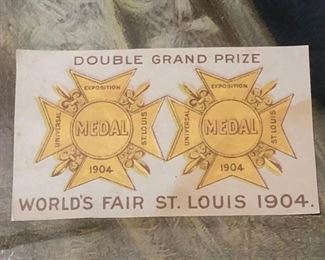 DOUBLE GRAND PRIZE
UNIVERSAL EXPOSITION ST. LOUIS
MEDAL
1904
UNIVERSAL EXPOSITION ST. LOUIS
MEDAL
1904
WORLD'S FAIR ST. LOUIS 1904.